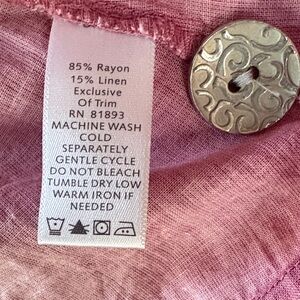 85% Rayon
15% Linen
Exclusive
Of Trim
RN 81893
MACHINE WASH
COLD
SEPARATELY
GENTLE CYCLE
DO NOT BLEACH
TUMBLE DRY LOW
WARM IRON IF
NEEDED